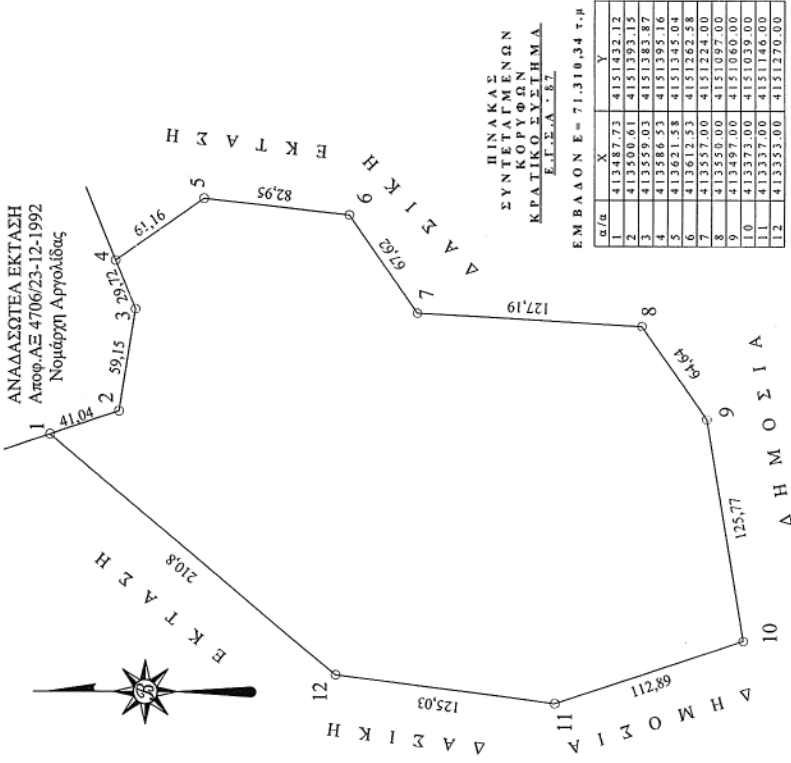 ΑΝΑΔΑΣΩΤΕΑ ΕΚΤΑΣΗ
Αποφ.ΑΞ 4706/23-12-1992
Νομάρχη Αργολίδας
1
41,04
2
59,15
3
29,72
4
61,16
5
82,95
6
67,62
7
127,19
8
64,64
9
125,77
10
112,89
11
125,03
12
210,8
ΔΑΣΙΚΗ ΕΚΤΑΣΗ
ΔΗΜΟΣΙΑ
ΔΗΜΟΣΙΑ
ΔΑΣΙΚΗ
ΕΚΤΑΣΗ
Β
ΠΙΝΑΚΑΣ
ΣΥΝΤΕΤΑΓΜΕΝΩΝ
ΚΟΡΥΦΩΝ
ΚΡΑΤΙΚΟ ΣΥΣΤΗΜΑ
Ε.Γ.Σ.Α - 87
ΕΜΒΑΔΟΝ Ε= 71.310,34 τ.μ
α/α X Y
1 413487.73 4151432.12
2 413500.61 4151393.15
3 413559.03 4151383.87
4 413586.53 4151395.16
5 413621.58 4151345.04
6 413612.53 4151262.58
7 413557.00 4151224.00
8 413550.00 4151097.00
9 413497.00 4151060.00
10 413373.00 4151039.00
11 413337.00 4151146.00
12 413353.00 4151270.00